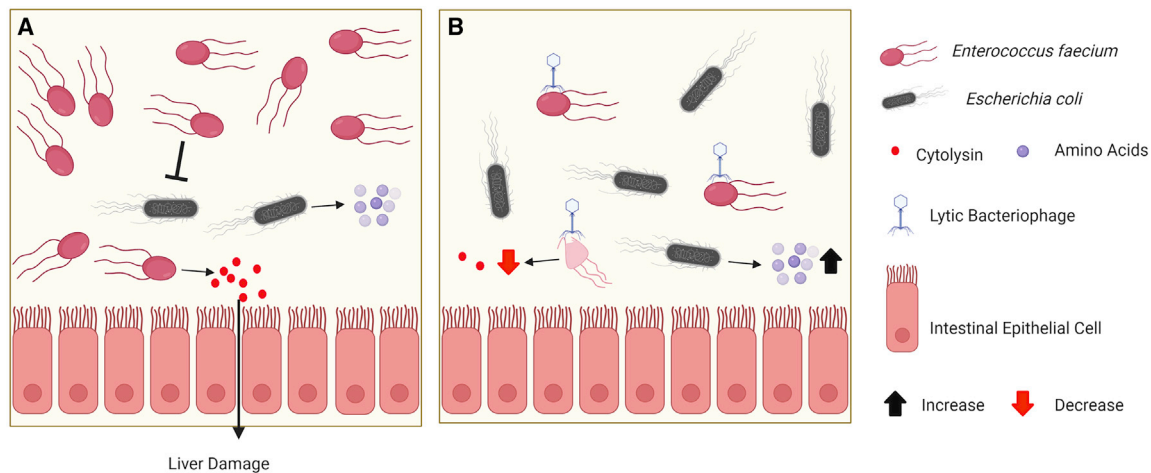 A
B
Enterococcus faecium
Escherichia coli
Cytolysin
Amino Acids
Lytic Bacteriophage
Intestinal Epithelial Cell
Increase
Decrease
Liver Damage